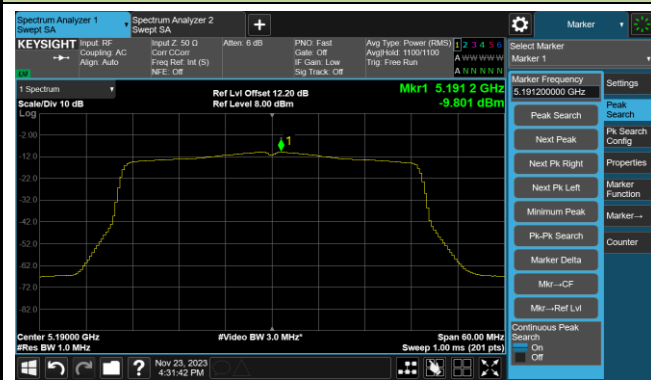 Spectrum Analyzer 1
Swept SA
Spectrum Analyzer 2
Swept SA
+
Marker
KEYSIGHT
Input: RF
Coupling: AC
Align: Auto
Input Z: 50 Ω
Corr CCorr
Freq Ref: Int (S)
NFE: Off
Atten: 6 dB
PNO: Fast
Gate: Off
IF Gain: Low
Sig Track: Off
Avg Type: Power (RMS)
Avg|Hold: 1100/1100
Trig: Free Run
1 2 3 4 5 6
A W W W W W
A N N N N N
Select Marker
Marker 1
1 Spectrum
Scale/Div 10 dB
Log
Ref Lvl Offset 12.20 dB
Ref Level 8.00 dBm
Mkr1 5.191 2 GHz
-9.801 dBm
1
-2.00
-12.0
-22.0
-32.0
-42.0
-52.0
-62.0
-72.0
-82.0
Center 5.19000 GHz
#Res BW 1.0 MHz
#Video BW 3.0 MHz*
Span 60.00 MHz
Sweep 1.00 ms (201 pts)
Marker Frequency
5.191200000 GHz
Peak Search
Next Peak
Next Pk Right
Next Pk Left
Minimum Peak
Pk-Pk Search
Marker Delta
Mkr→CF
Mkr→Ref Lvl
Continuous Peak
Search
On
Off
Settings
Peak
Search
Pk Search
Config
Properties
Marker
Function
Marker→
Counter
?
Nov 23, 2023
4:31:42 PM